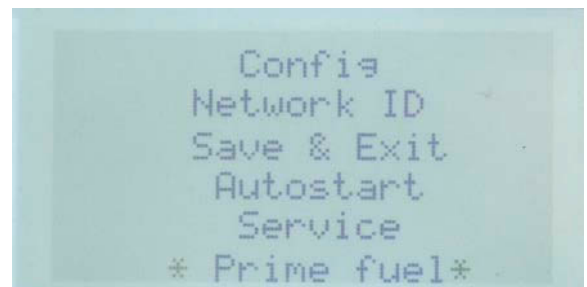 Config
Network ID
Save & Exit
Autostart
Service
* Prime fuel*